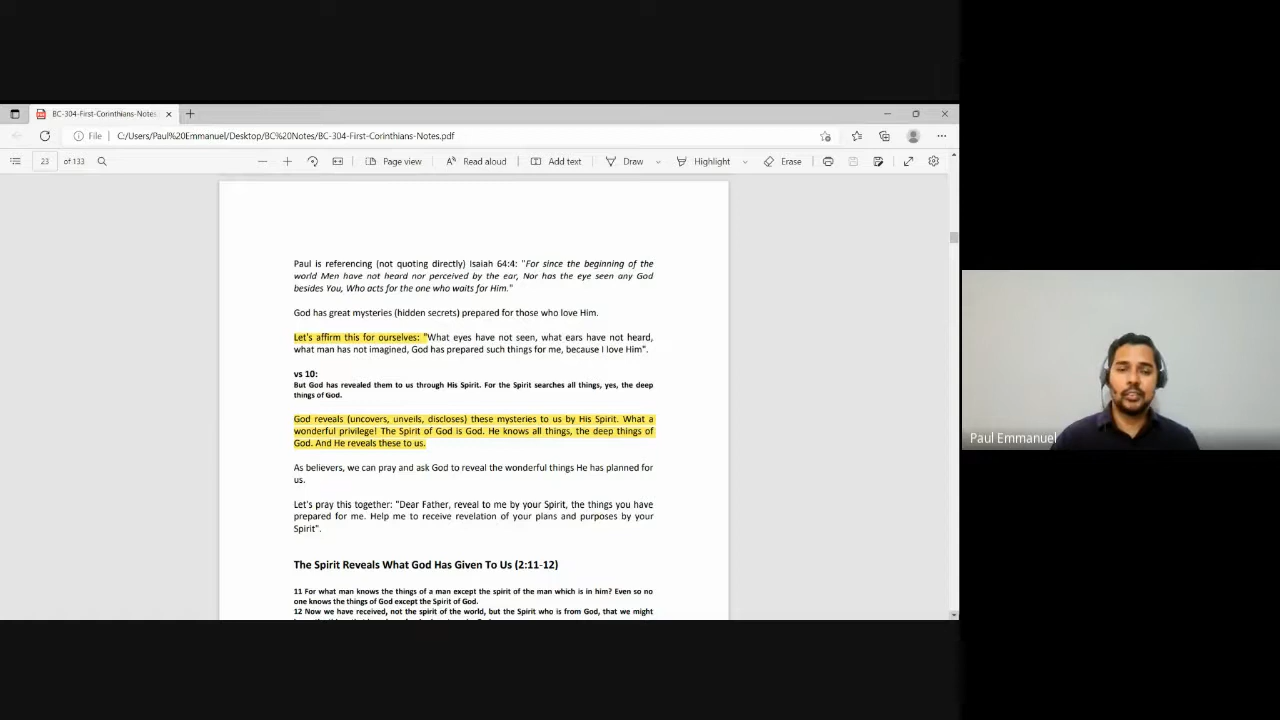 BC-304-First-Corinthians-Notes
File C:/Users/Paul%20Emmanuel/Desktop/BC%20Notes/BC-304-First-Corinthians-Notes.pdf
23 of 133 Page view Read aloud Add text Draw Highlight Erase
Paul is referencing (not quoting directly) Isaiah 64:4: "For since the beginning of the
world Men have not heard nor perceived by the ear, Nor has the eye seen any God
besides You, Who acts for the one who waits for Him."
God has great mysteries (hidden secrets) prepared for those who love Him.
Let's affirm this for ourselves: "What eyes have not seen, what ears have not heard,
what man has not imagined, God has prepared such things for me, because I love Him".
vs 10:
But God has revealed them to us through His Spirit. For the Spirit searches all things, yes, the deep
things of God.
God reveals (uncovers, unveils, discloses) these mysteries to us by His Spirit. What a
wonderful privilege! The Spirit of God is God. He knows all things, the deep things of
God. And He reveals these to us.
As believers, we can pray and ask God to reveal the wonderful things He has planned for
us.
Let's pray this together: "Dear Father, reveal to me by your Spirit, the things you have
prepared for me. Help me to receive revelation of your plans and purposes by your
Spirit".
The Spirit Reveals What God Has Given To Us (2:11-12)
11 For what man knows the things of a man except the spirit of the man which is in him? Even so no
one knows the things of God except the Spirit of God.
12 Now we have received, not the spirit of the world, but the Spirit who is from God, that we might
Paul Emmanuel